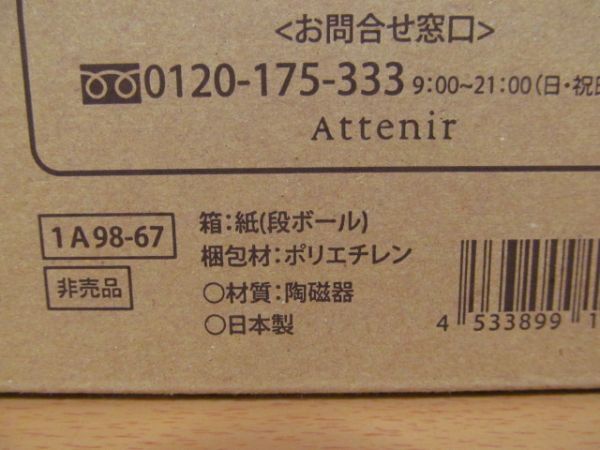 <お問合せ窓口>
0120-175-333 9:00~21:00(日・祝日
Attenir
1A98-67
箱:紙(段ボール)
梱包材:ポリエチレン
非売品
○材質:陶磁器
○日本製
4 533899 1